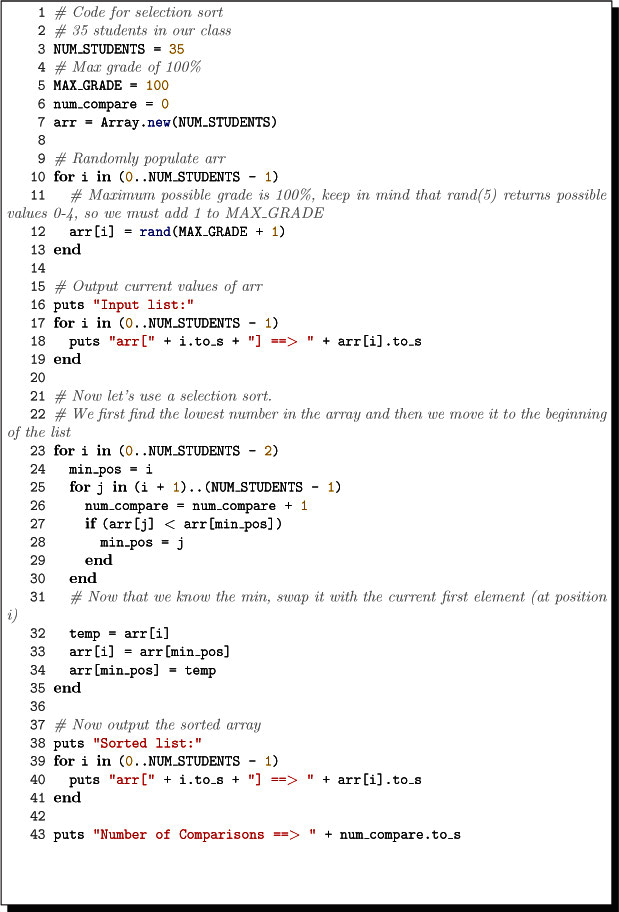 1 # Code for selection sort
2 # 35 students in our class
3 NUM_STUDENTS = 35
4 # Max grade of 100%
5 MAX_GRADE = 100
6 num_compare = 0
7 arr = Array.new(NUM_STUDENTS)
8
9 # Randomly populate arr
10 for i in (0..NUM_STUDENTS - 1)
11 # Maximum possible grade is 100%, keep in mind that rand(5) returns possible
values 0-4, so we must add 1 to MAX_GRADE
12 arr[i] = rand(MAX_GRADE + 1)
13 end
14
15 # Output current values of arr
16 puts "Input list:"
17 for i in (0..NUM_STUDENTS - 1)
18 puts "arr[" + i.to_s + "] ==> " + arr[i].to_s
19 end
20
21 # Now let's use a selection sort.
22 # We first find the lowest number in the array and then we move it to the beginning
of the list
23 for i in (0..NUM_STUDENTS - 2)
24 min_pos = i
25 for j in (i + 1)..(NUM_STUDENTS - 1)
26 num_compare = num_compare + 1
27 if (arr[j] < arr[min_pos])
28 min_pos = j
29 end
30 end
31 # Now that we know the min, swap it with the current first element (at position
i)
32 temp = arr[i]
33 arr[i] = arr[min_pos]
34 arr[min_pos] = temp
35 end
36
37 # Now output the sorted array
38 puts "Sorted list:"
39 for i in (0..NUM_STUDENTS - 1)
40 puts "arr[" + i.to_s + "] ==> " + arr[i].to_s
41 end
42
43 puts "Number of Comparisons ==> " + num_compare.to_s